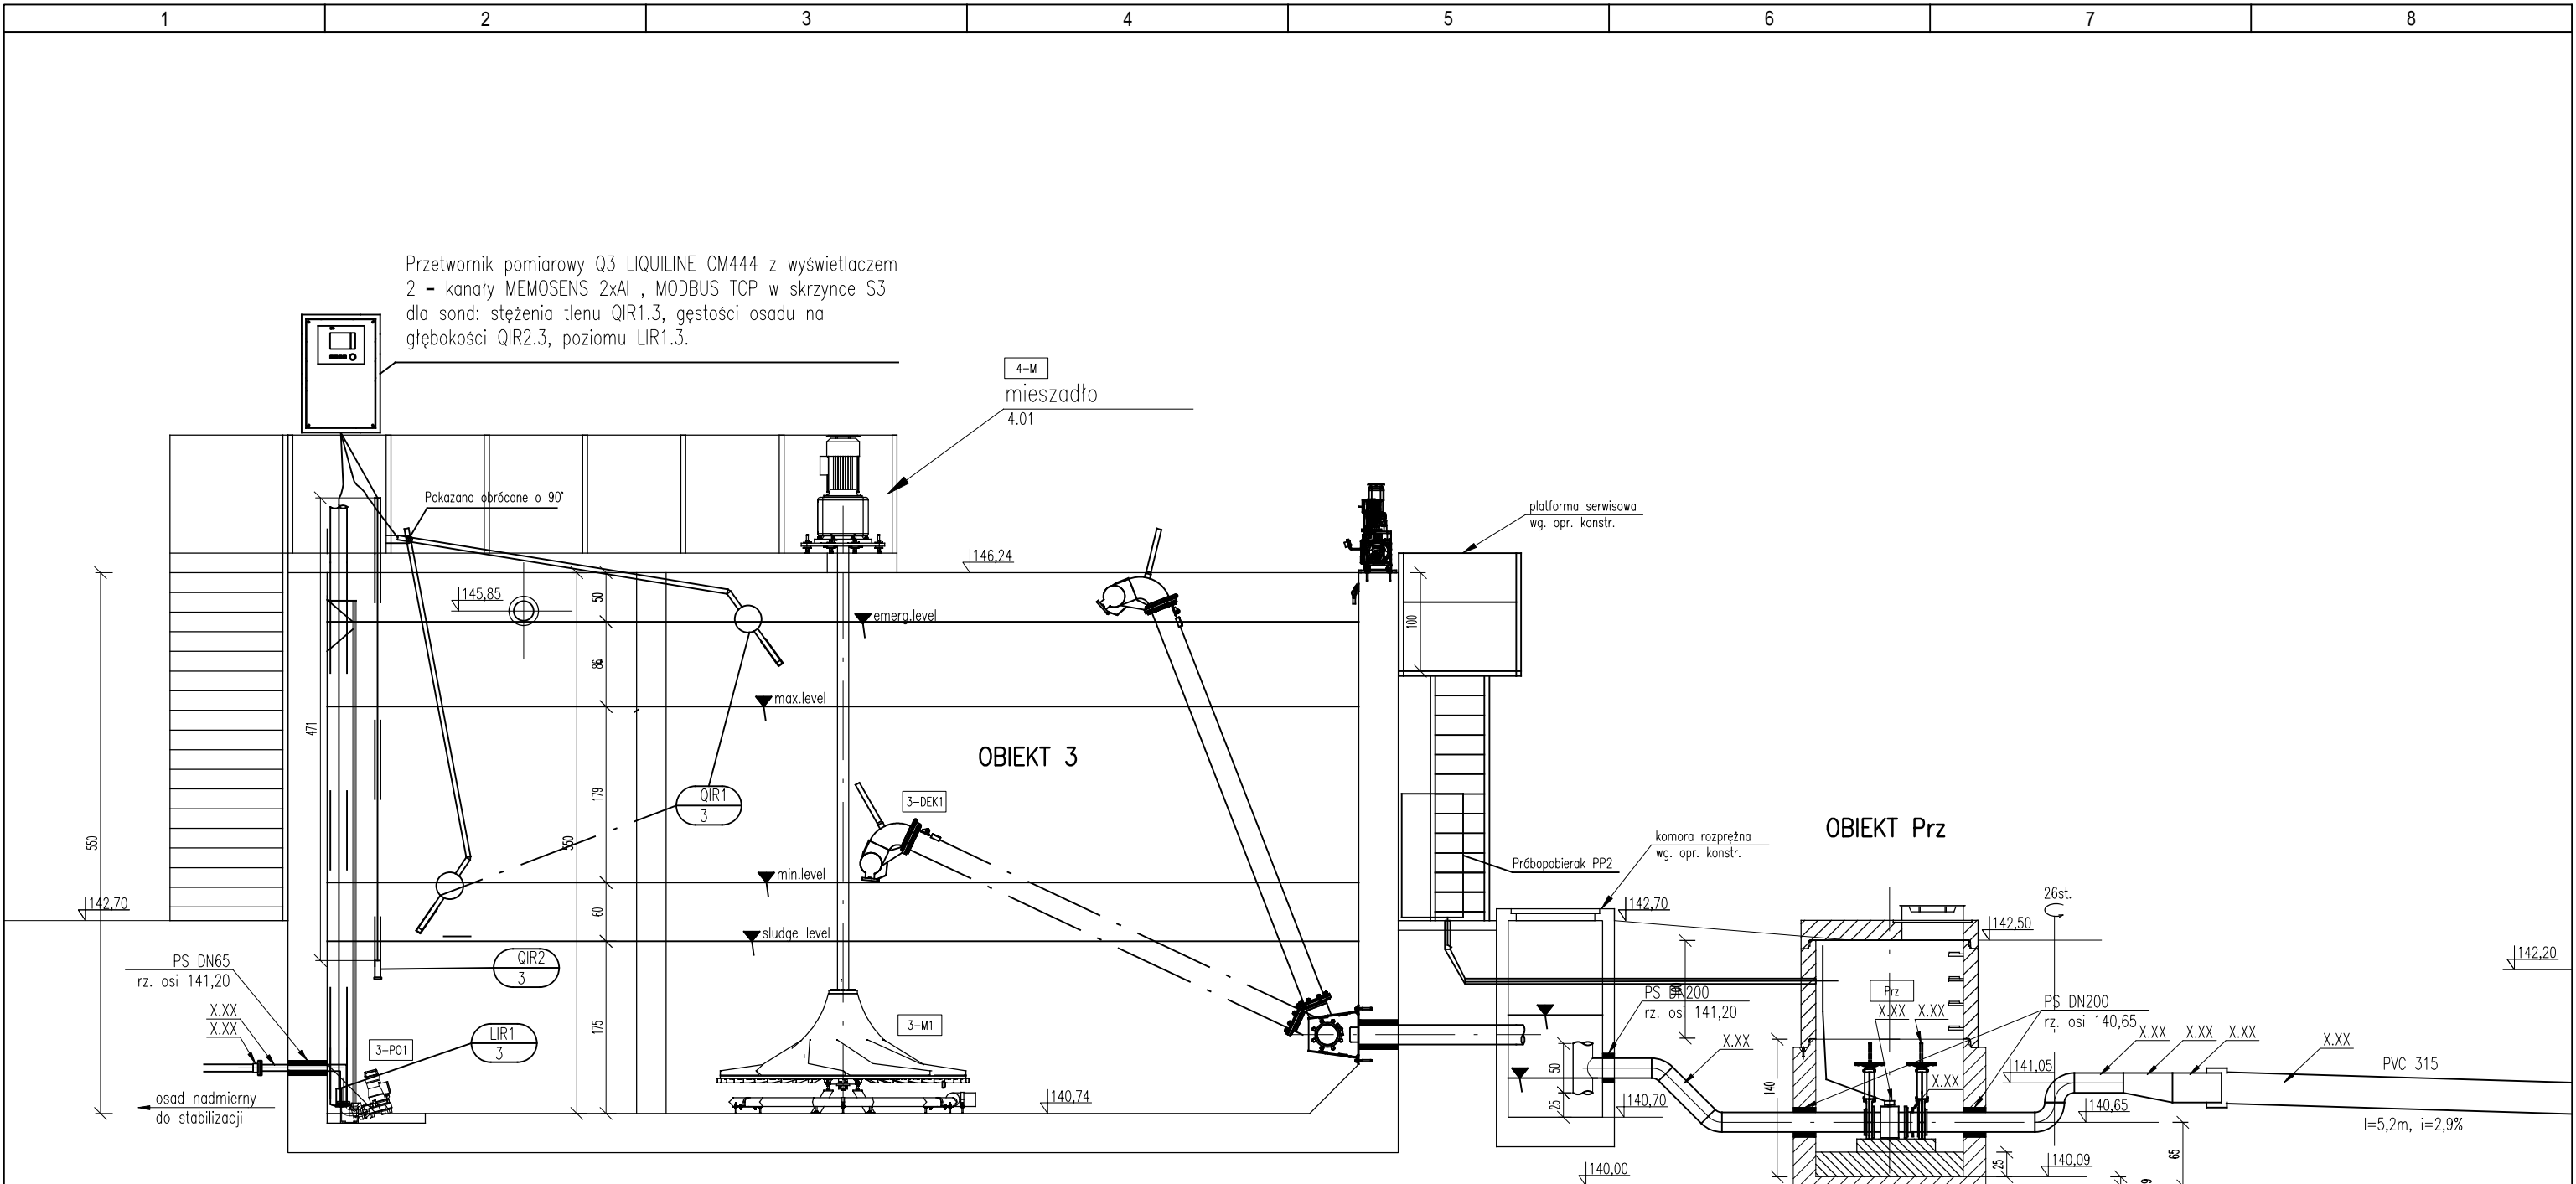 1 2 3 4 5 6 7 8
Przetwornik pomiarowy Q3 LIQUILINE CM444 z wyświetlaczem
2 - kanały MEMOSENS 2xAI , MODBUS TCP w skrzynce S3
dla sond: stężenia tlenu QIR1.3, gęstości osadu na
głębokości QIR2.3, poziomu LIR1.3.
4-M
mieszadło
4.01
Pokazano obrócone o 90°
platforma serwisowa
wg. opr. konstr.
146,24
145,85
50
emerg.level
100
86
max.level
471
OBIEKT 3
179
QIR1
3
3-DEK1
OBIEKT Prz
550
550
komora rozprężna
wg. opr. konstr.
Próbopobierak PP2
min.level
142,70
60
142,70
26st.
142,50
sludge level
QIR2
3
142,20
PS DN65
rz. osi 141,20
PS DN200
rz. osi 141,20
Prz
X.XX X.XX
PS DN200
rz. osi 140,65
X.XX
X.XX
175
3-M1
LIR1
3
3-P01
X.XX
X.XX X.XX X.XX
X.XX
50
141,05
PVC 315
X.XX
140
osad nadmierny
do stabilizacji
140,74
25
140,70
140,65
l=5,2m, i=2,9%
140,00
25
140,09
65
9